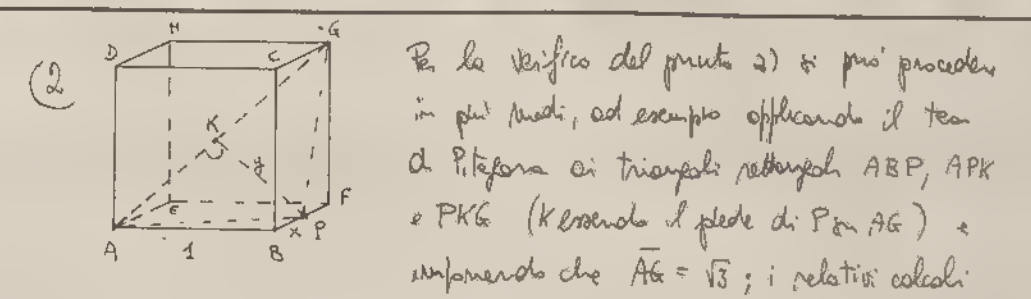 (2
H
G
D
C
K
y
E
F
x P
A
1
B
Per la verifica del punto 2) si può procedere
in più modi, ad esempio applicando il teor.
di Pitagora ai triangoli rettangoli ABP, APK
e PKG (K essendo il piede di P su AG) e
imponendo che AG = √3 ; i relativi calcoli